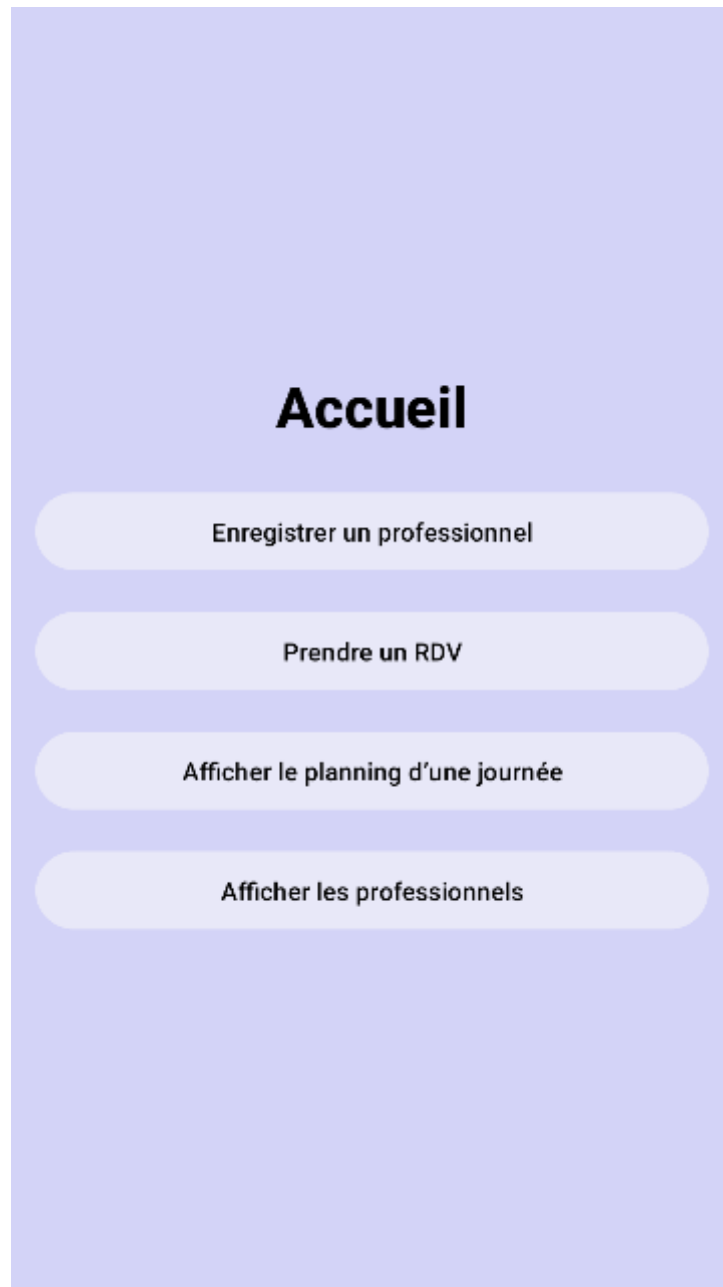 Accueil
Enregistrer un professionnel
Prendre un RDV
Afficher le planning d’une journée
Afficher les professionnels